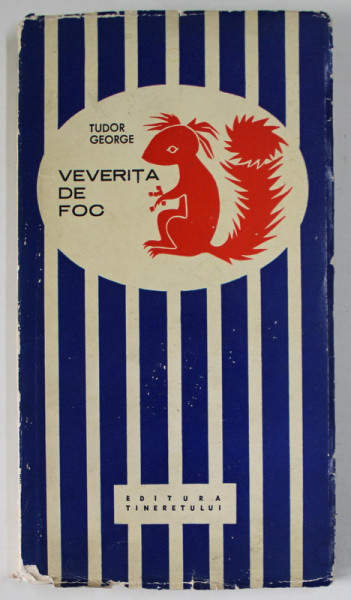 TUDOR
GEORGE
VEVERIȚA
DE
FOC
EDITURA
TINERETULUI